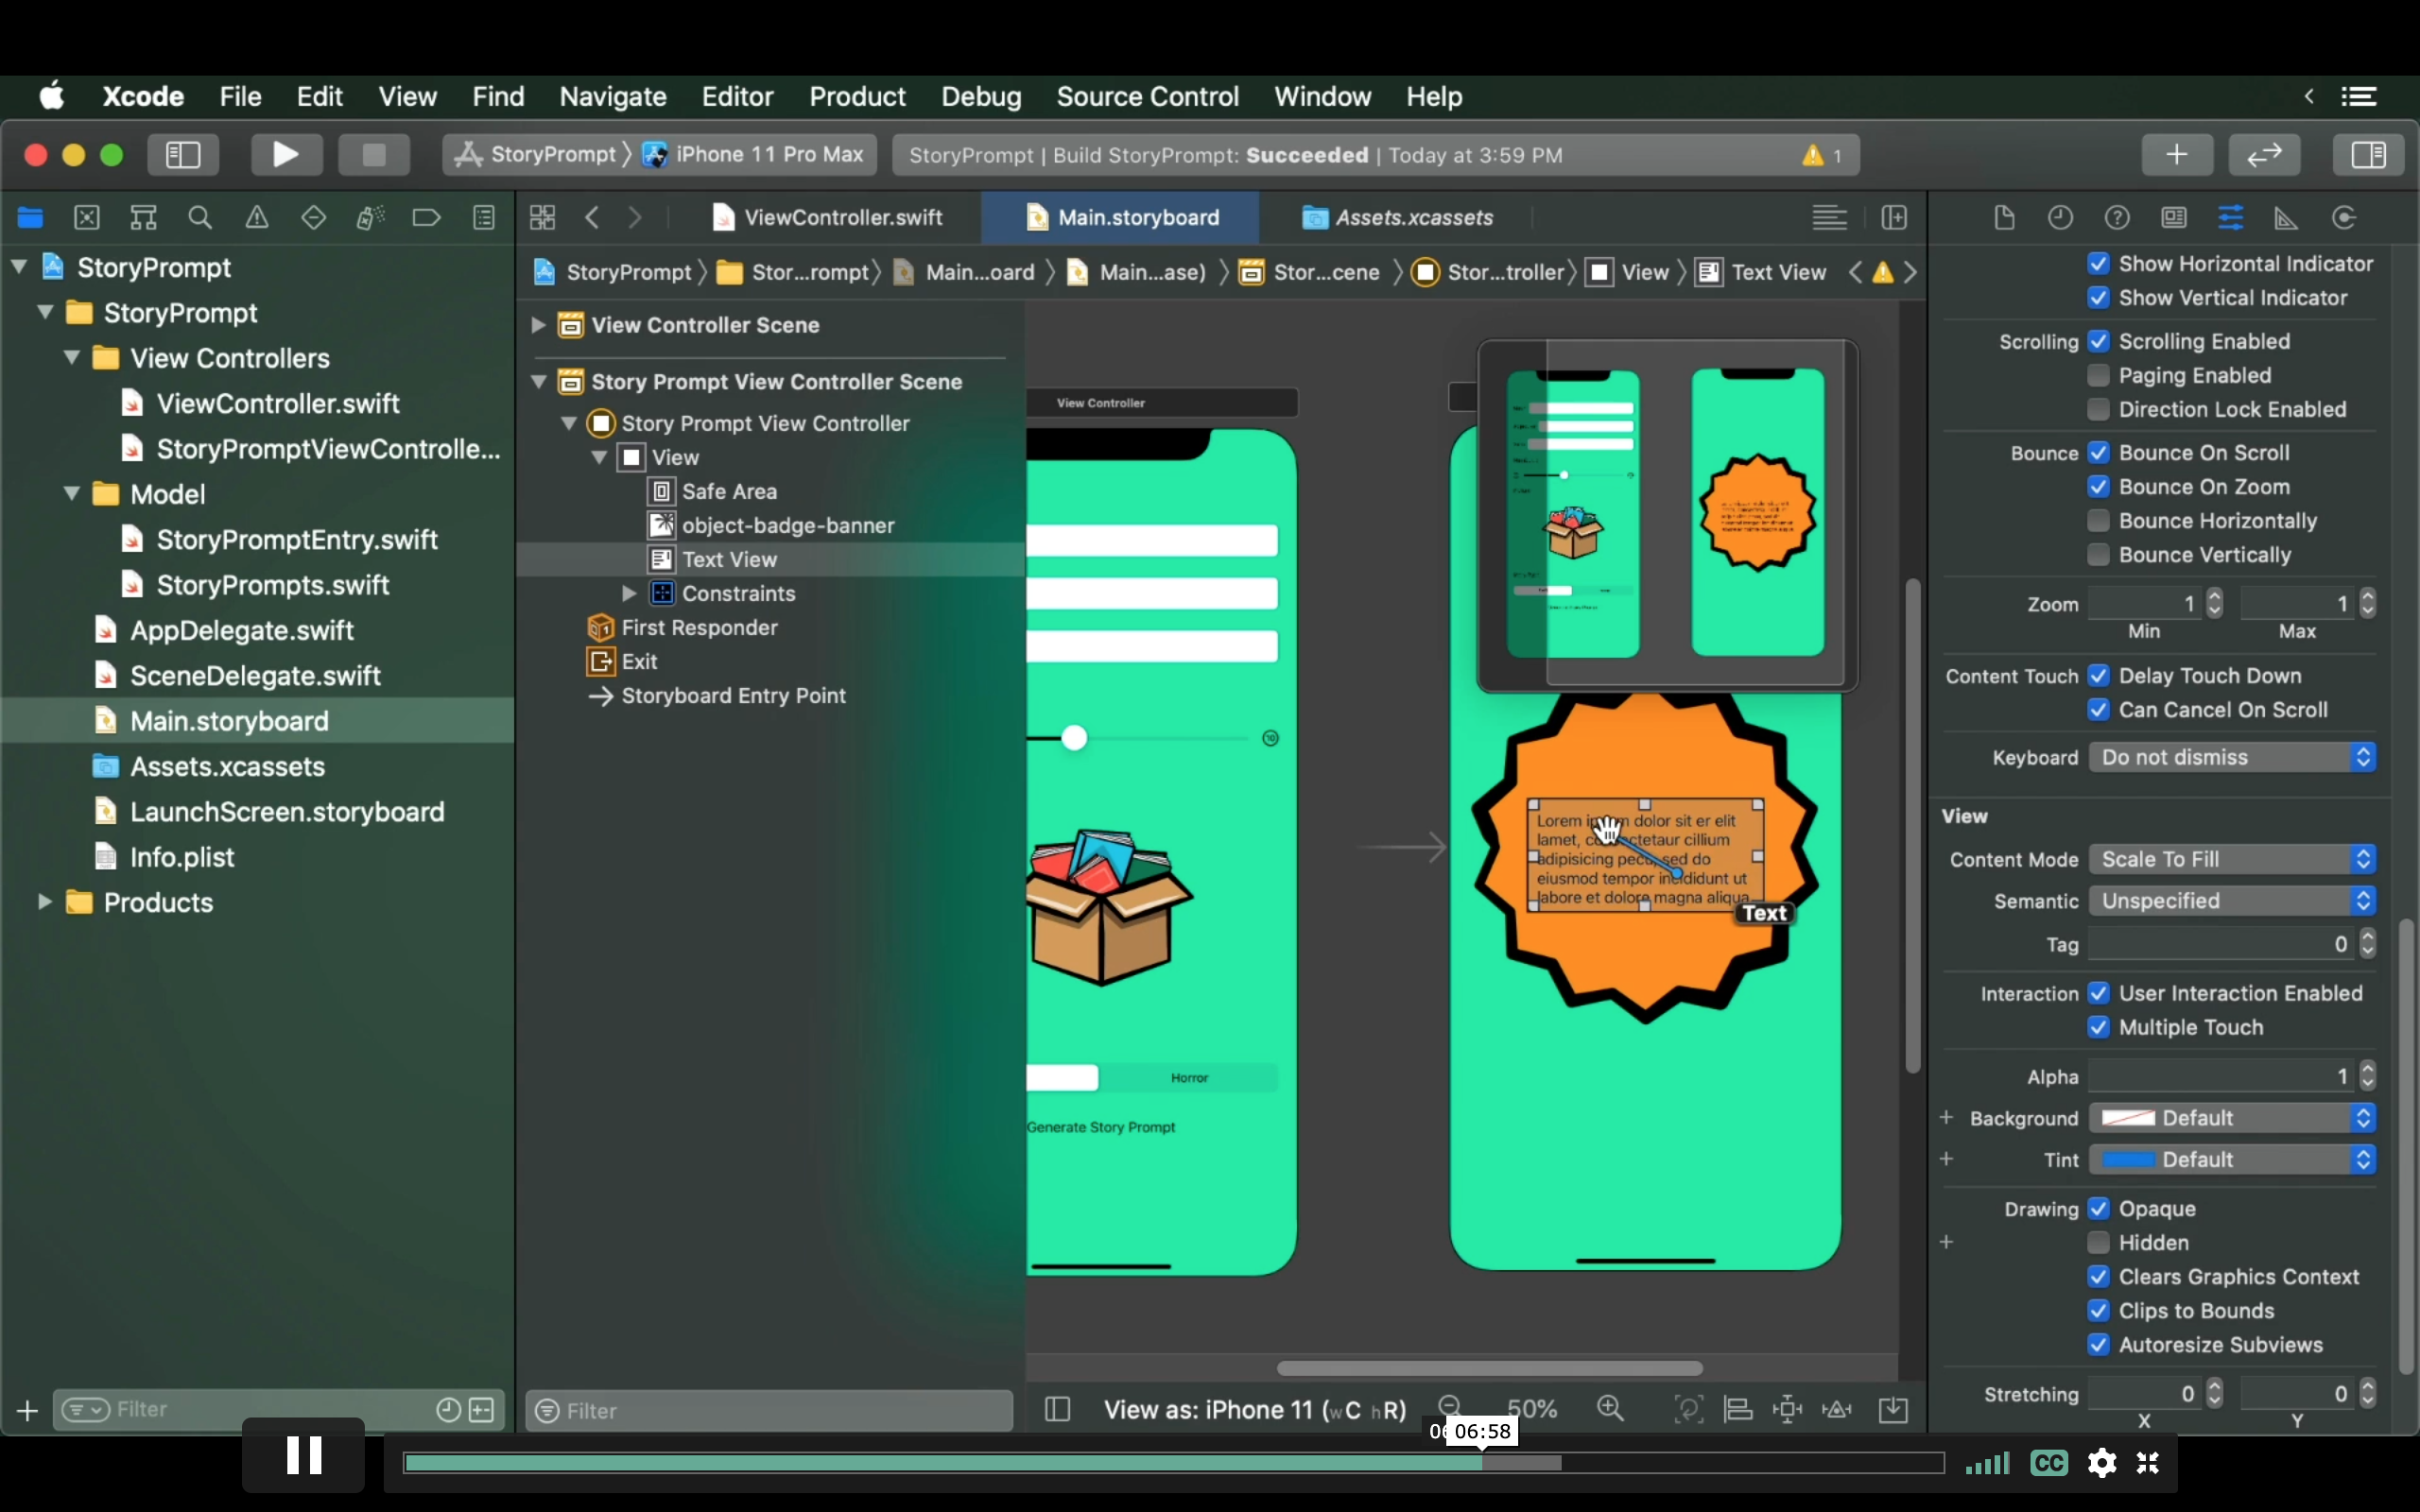 Xcode File Edit View Find Navigate Editor Product Debug Source Control Window Help
StoryPrompt iPhone 11 Pro Max
StoryPrompt | Build StoryPrompt: Succeeded | Today at 3:59 PM
1
ViewController.swift
Main.storyboard
Assets.xcassets
StoryPrompt
StoryPrompt
View Controllers
ViewController.swift
StoryPromptViewControlle...
Model
StoryPromptEntry.swift
StoryPrompts.swift
AppDelegate.swift
SceneDelegate.swift
Main.storyboard
Assets.xcassets
LaunchScreen.storyboard
Info.plist
Products
Filter
StoryPrompt Stor...rompt Main...oard Main...ase) Stor...cene Stor...troller View Text View
View Controller Scene
Story Prompt View Controller Scene
Story Prompt View Controller
View
Safe Area
object-badge-banner
Text View
Constraints
First Responder
Exit
Storyboard Entry Point
Filter
View Controller
10
Horror
Generate Story Prompt
Lorem dolor sit er elit
lamet, cillium
adipisicing sed do
eiusmod tempor incididunt ut
labore et dolore magna aliqua
Text
View as: iPhone 11 (wC hR)
50%
Show Horizontal Indicator
Show Vertical Indicator
Scrolling Scrolling Enabled
Paging Enabled
Direction Lock Enabled
Bounce Bounce On Scroll
Bounce On Zoom
Bounce Horizontally
Bounce Vertically
Zoom 1 1
Min Max
Content Touch Delay Touch Down
Can Cancel On Scroll
Keyboard Do not dismiss
View
Content Mode Scale To Fill
Semantic Unspecified
Tag 0
Interaction User Interaction Enabled
Multiple Touch
Alpha 1
Background Default
Tint Default
Drawing Opaque
Hidden
Clears Graphics Context
Clips to Bounds
Autoresize Subviews
Stretching 0 0
X Y
06:58
CC